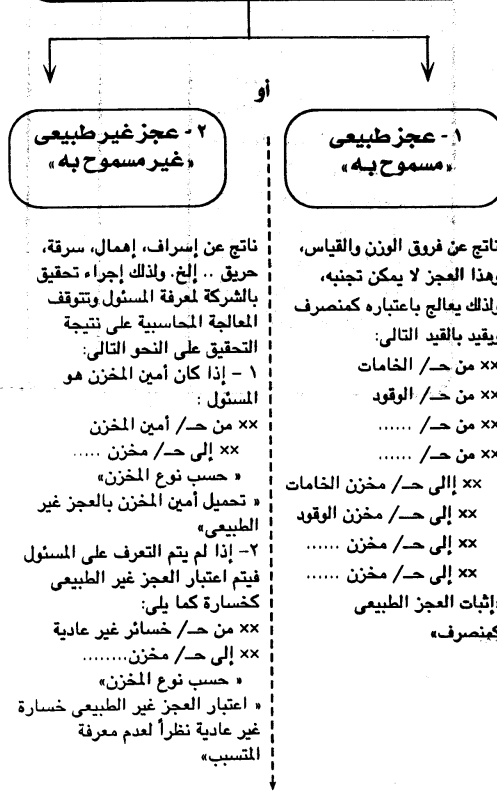 أو
١ - عجز طبيعى
«مسموح به»
ناتج عن فروق الوزن والقياس،
وهذا العجز لا يمكن تجنبه،
ولذلك يعالج باعتباره كمنصرف
ويقيد بالقيد التالى:
×× من حـ/ الخامات
×× من حـ/ الوقود
×× من حـ/ ......
×× من حـ/ ......
×× إالى حـ/ مخزن الخامات
×× إلى حـ/ مخزن الوقود
×× إلى حـ/ مخزن ......
×× إلى حـ/ مخزن ......
«إثبات العجز الطبيعى
كمنصرف»
٢ - عجز غير طبيعى
«غير مسموح به»
ناتج عن إسراف، إهمال، سرقة،
حريق .. إلخ. ولذلك إجراء تحقيق
بالشركة لمعرفة المسئول وتتوقف
المعالجة المحاسبية على نتيجة
التحقيق على النحو التالى:
١ – إذا كان أمين المخزن هو
المسئول :
×× من حـ/ أمين المخزن
×× إلى حـ/ مخزن .....
« حسب نوع المخزن»
« تحميل أمين المخزن بالعجز غير
الطبيعى»
٢– إذا لم يتم التعرف على المسئول
فيتم اعتبار العجز غير الطبيعى
كخسارة كما يلى:
×× من حـ/ خسائر غير عادية
×× إلى حـ/ مخزن........
« حسب نوع المخزن»
« اعتبار العجز غير الطبيعى خسارة
غير عادية نظراً لعدم معرفة
المتسبب»